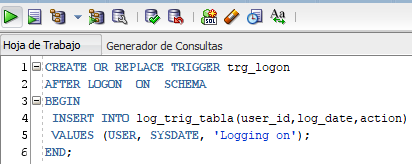 Hoja de Trabajo Generador de Consultas
1 CREATE OR REPLACE TRIGGER trg_logon
2 AFTER LOGON ON SCHEMA
3 BEGIN
4 INSERT INTO log_trig_tabla(user_id,log_date,action)
5 VALUES (USER, SYSDATE, 'Logging on');
6 END;